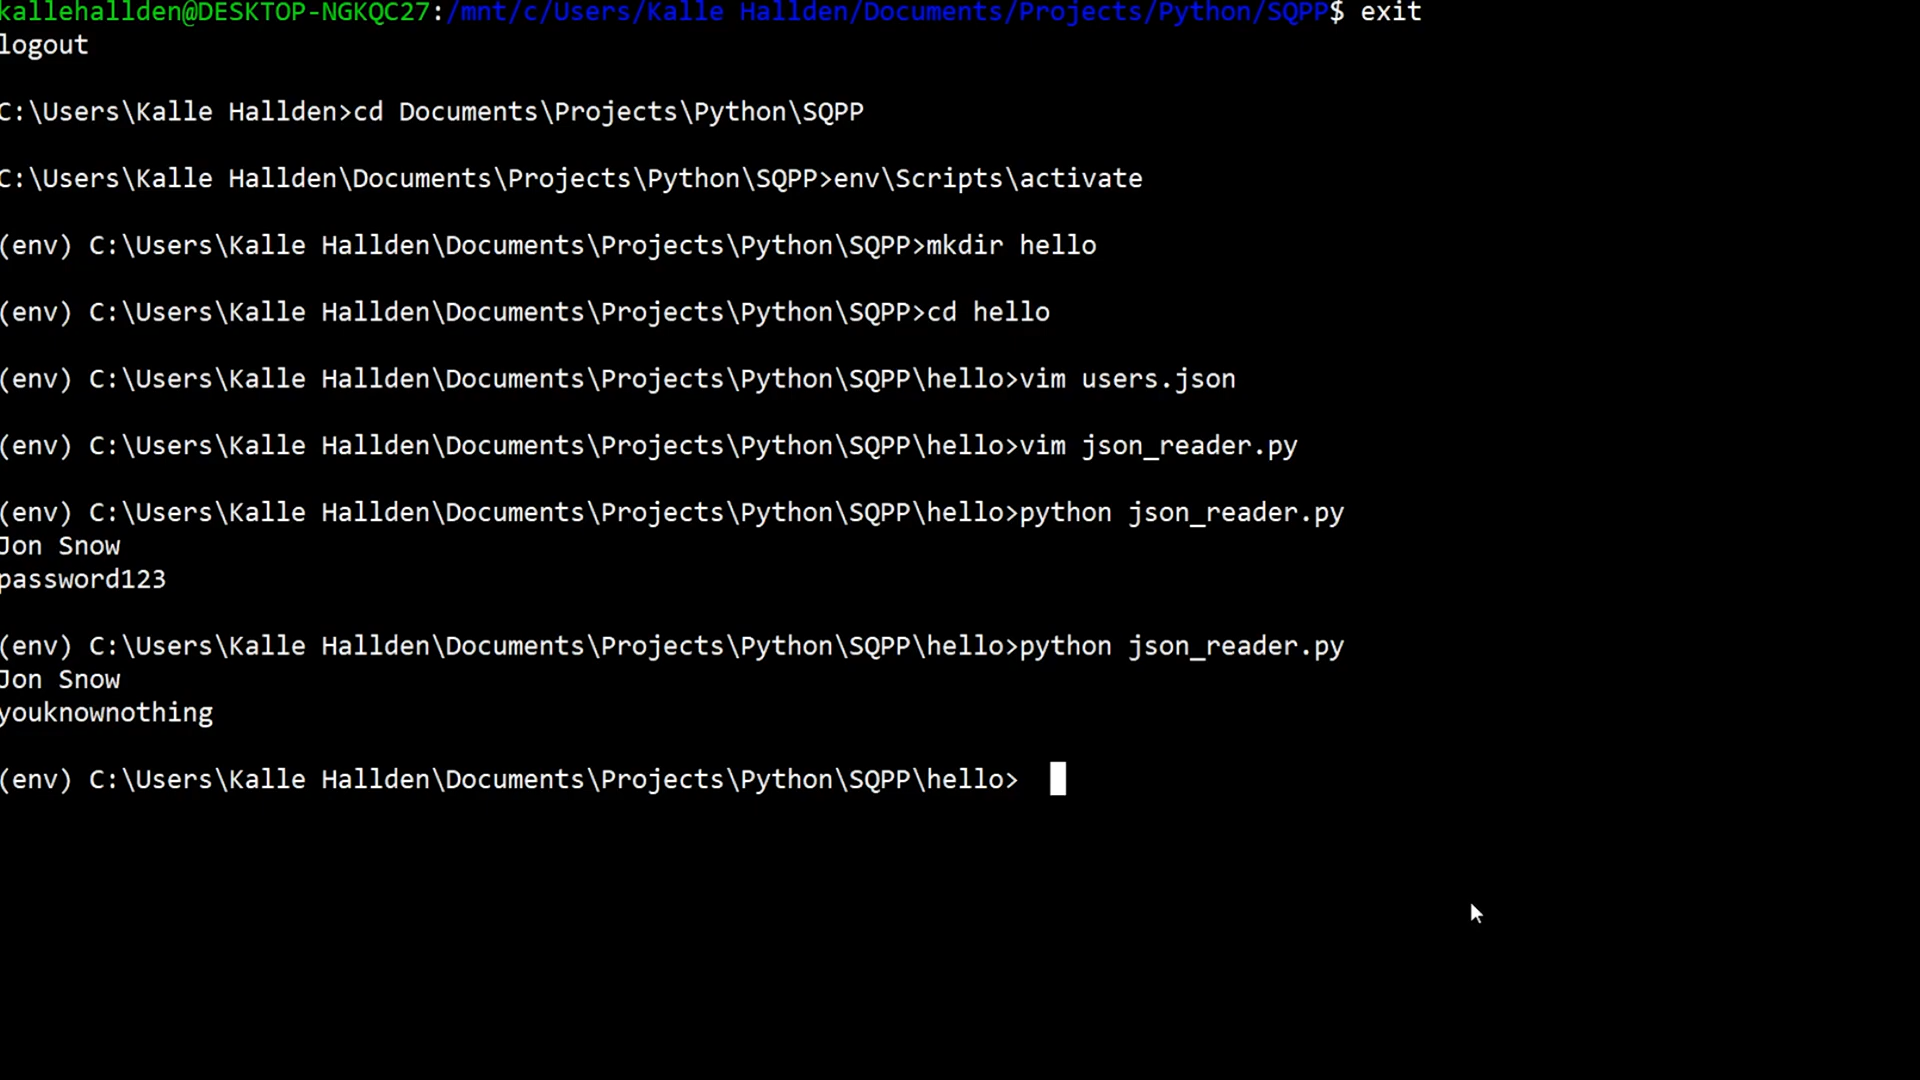 kallehallden@DESKTOP-NGKQC27:/mnt/c/Users/Kalle Hallden/Documents/Projects/Python/SQPP$ exit
logout
C:\Users\Kalle Hallden>cd Documents\Projects\Python\SQPP
C:\Users\Kalle Hallden\Documents\Projects\Python\SQPP>env\Scripts\activate
(env) C:\Users\Kalle Hallden\Documents\Projects\Python\SQPP>mkdir hello
(env) C:\Users\Kalle Hallden\Documents\Projects\Python\SQPP>cd hello
(env) C:\Users\Kalle Hallden\Documents\Projects\Python\SQPP\hello>vim users.json
(env) C:\Users\Kalle Hallden\Documents\Projects\Python\SQPP\hello>vim json_reader.py
(env) C:\Users\Kalle Hallden\Documents\Projects\Python\SQPP\hello>python json_reader.py
Jon Snow
password123
(env) C:\Users\Kalle Hallden\Documents\Projects\Python\SQPP\hello>python json_reader.py
Jon Snow
youknownothing
(env) C:\Users\Kalle Hallden\Documents\Projects\Python\SQPP\hello>